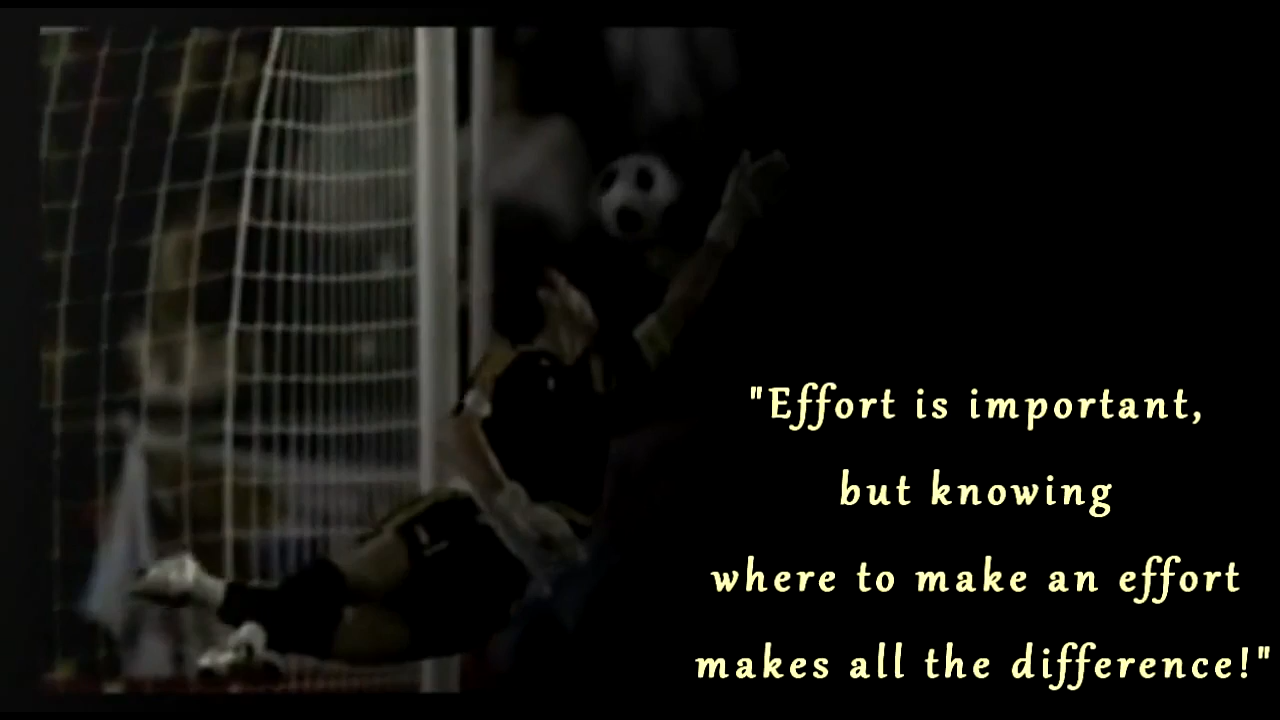 "Effort is important,
but knowing
where to make an effort
makes all the difference!"